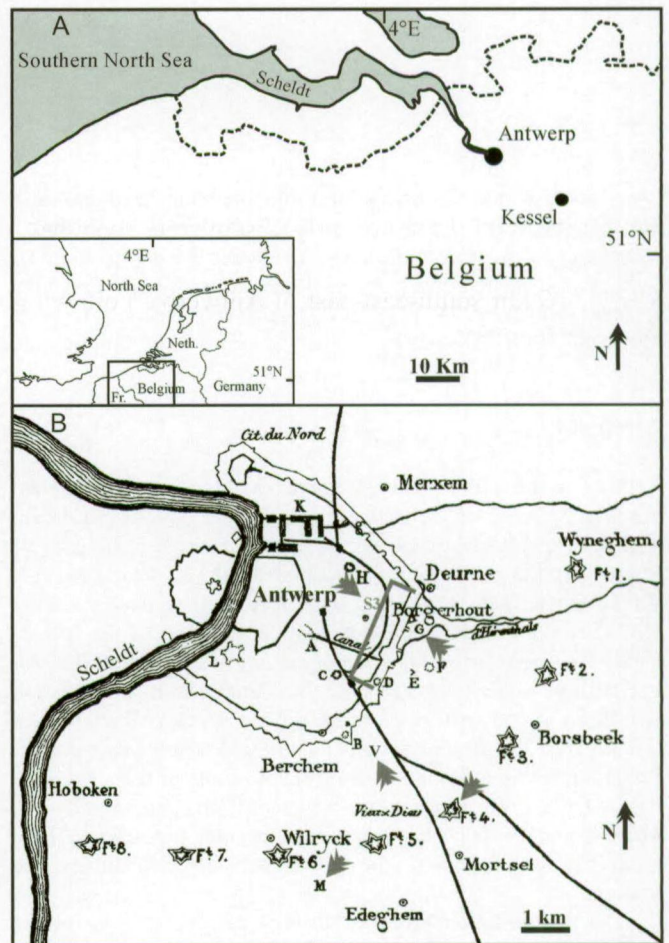 A
4°E
Southern North Sea
Scheldt
Antwerp
Kessel
51°N
Belgium
10 Km
N
4°E
North Sea
Neth.
51°N
Belgium
Germany
Fr.
B
Cit. du Nord
Merxem
K
Wyneghem
H
Ft 1.
Deurne
Antwerp
S3
Borgerhout
G
d'Herenthals
A
Canal
Scheldt
L
F
Ft 2.
C
D
E
B
Borsbeek
Ft 3.
V
Berchem
Hoboken
Vieux Dieu
Ft 4.
N
Wilryck
Ft 5.
Ft 8.
Ft 7.
Ft 6.
Mortsel
M
Edeghem
1 km